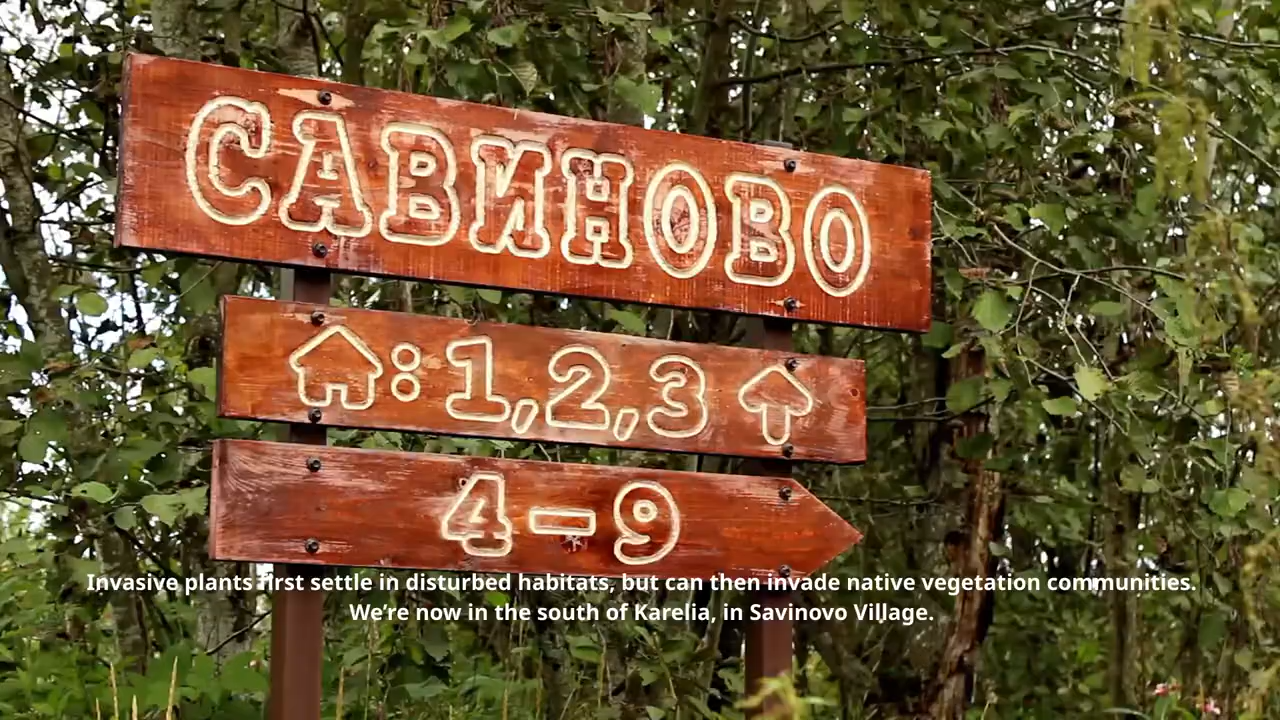 САВИНОВО
: 1, 2, 3
4 – 9
Invasive plants first settle in disturbed habitats, but can then invade native vegetation communities.
We’re now in the south of Karelia, in Savinovo Village.